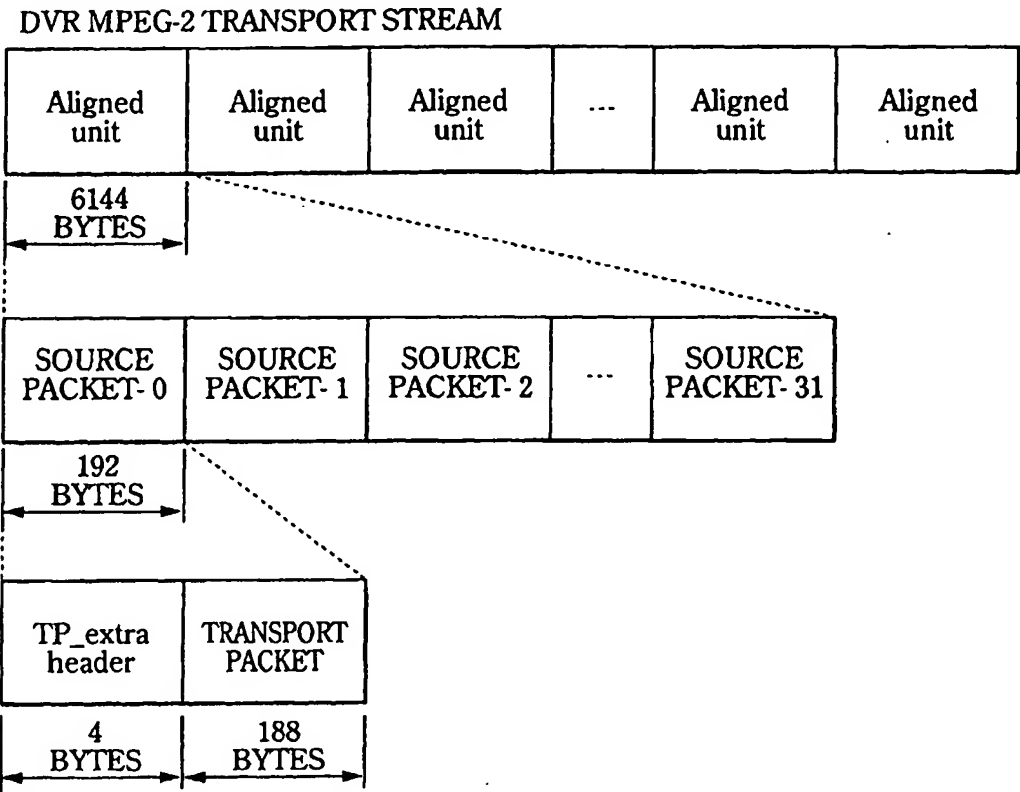 DVR MPEG-2 TRANSPORT STREAM
Aligned unit
Aligned unit
Aligned unit
...
Aligned unit
Aligned unit
6144 BYTES
SOURCE PACKET- 0
SOURCE PACKET- 1
SOURCE PACKET- 2
...
SOURCE PACKET- 31
192 BYTES
TP_extra header
TRANSPORT PACKET
4 BYTES
188 BYTES